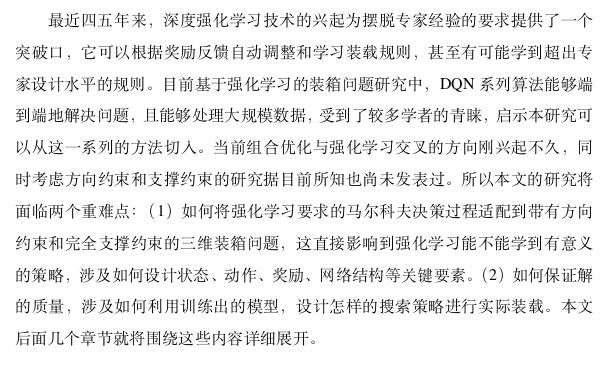 最近四五年来，深度强化学习技术的兴起为摆脱专家经验的要求提供了一个
突破口，它可以根据奖励反馈自动调整和学习装载规则，甚至有可能学到超出专
家设计水平的规则。目前基于强化学习的装箱问题研究中，DQN 系列算法能够端
到端地解决问题，且能够处理大规模数据，受到了较多学者的青睐，启示本研究可
以从这一系列的方法切入。当前组合优化与强化学习交叉的方向刚兴起不久，同
时考虑方向约束和支撑约束的研究据目前所知也尚未发表过。所以本文的研究将
面临两个重难点：（1）如何将强化学习要求的马尔科夫决策过程适配到带有方向
约束和完全支撑约束的三维装箱问题，这直接影响到强化学习能不能学到有意义
的策略，涉及如何设计状态、动作、奖励、网络结构等关键要素。（2）如何保证解
的质量，涉及如何利用训练出的模型，设计怎样的搜索策略进行实际装载。本文
后面几个章节就将围绕这些内容详细展开。